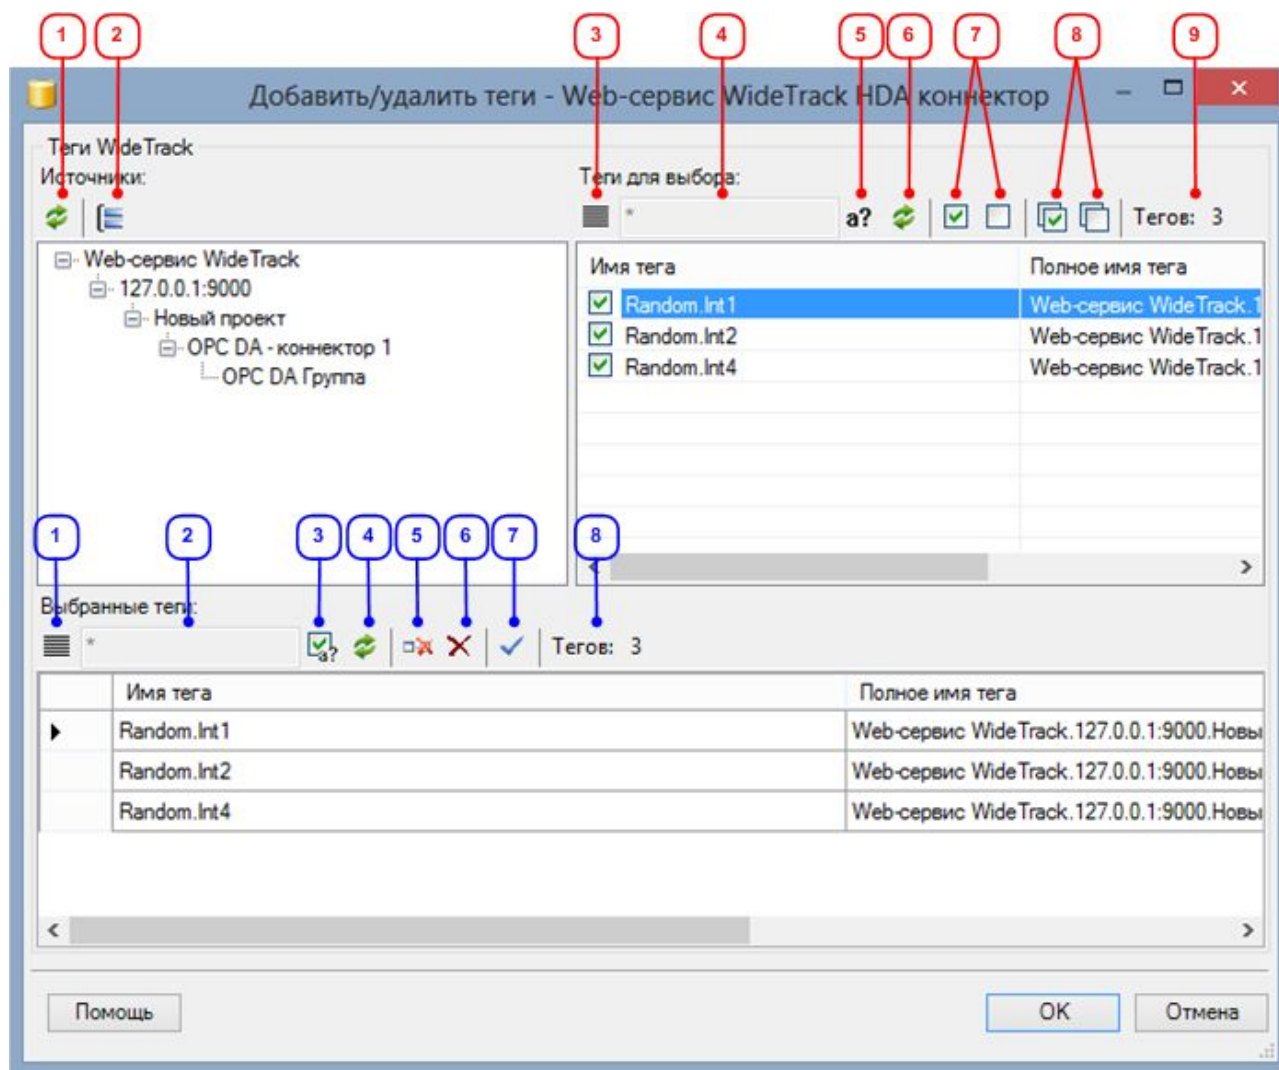 1 2 3 4 5 6 7 8 9
Добавить/удалить теги - Web-сервис WideTrack HDA коннектор
Теги WideTrack
Источники:
Теги для выбора:
* a? Тегов: 3
Web-сервис WideTrack
127.0.0.1:9000
Новый проект
OPC DA - коннектор 1
OPC DA Группа
Имя тега Полное имя тега
Random.Int1 Web-сервис WideTrack.1
Random.Int2 Web-сервис WideTrack.1
Random.Int4 Web-сервис WideTrack.1
1 2 3 4 5 6 7 8
Выбранные теги:
* a? Тегов: 3
Имя тега Полное имя тега
Random.Int1 Web-сервис WideTrack.127.0.0.1:9000.Новы
Random.Int2 Web-сервис WideTrack.127.0.0.1:9000.Новы
Random.Int4 Web-сервис WideTrack.127.0.0.1:9000.Новы
Помощь OK Отмена